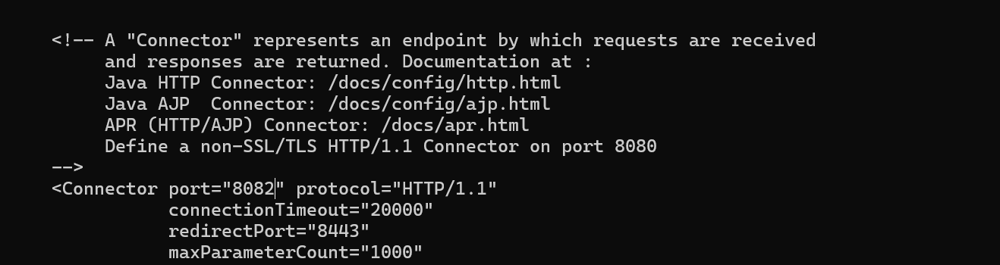 <!-- A "Connector" represents an endpoint by which requests are received
and responses are returned. Documentation at :
Java HTTP Connector: /docs/config/http.html
Java AJP  Connector: /docs/config/ajp.html
APR (HTTP/AJP) Connector: /docs/apr.html
Define a non-SSL/TLS HTTP/1.1 Connector on port 8080
-->
<Connector port="8082" protocol="HTTP/1.1"
connectionTimeout="20000"
redirectPort="8443"
maxParameterCount="1000"